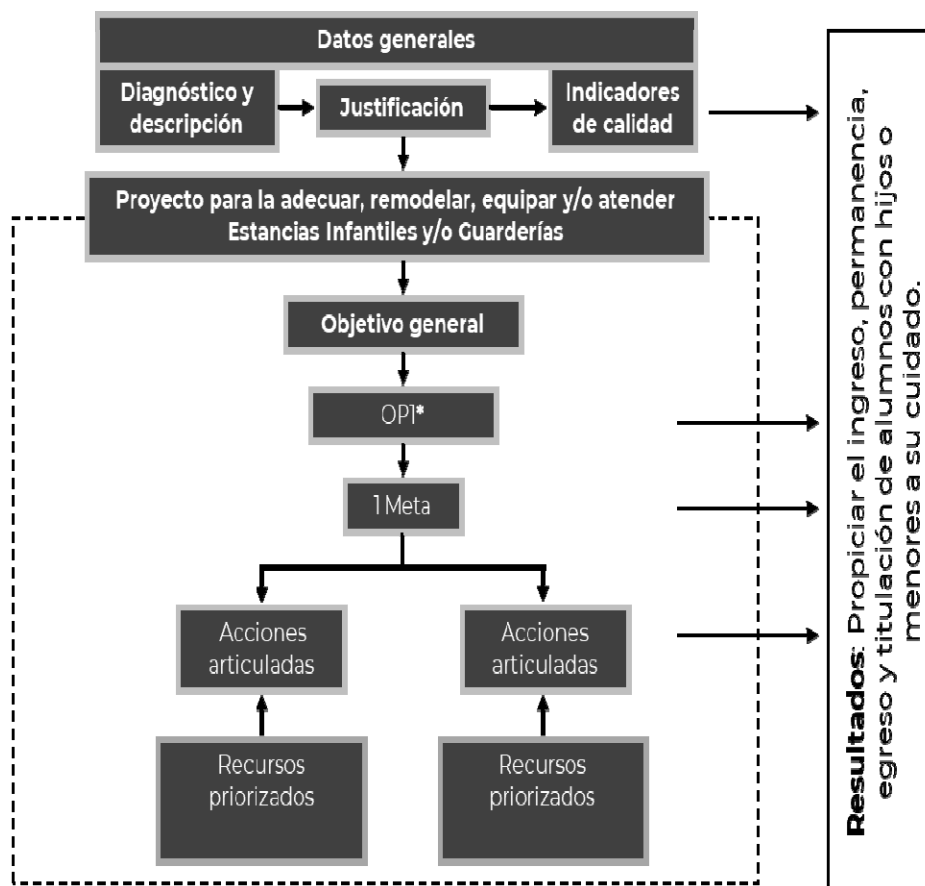 Datos generales
Diagnóstico y
descripción
Justificación
Indicadores
de calidad
Proyecto para la adecuar, remodelar, equipar y/o atender
Estancias Infantiles y/o Guarderías
Objetivo general
OP1*
1 Meta
Acciones
articuladas
Acciones
articuladas
Recursos
priorizados
Recursos
priorizados
Resultados: Propiciar el ingreso, permanencia,
egreso y titulación de alumnos con hijos o
menores a su cuidado.